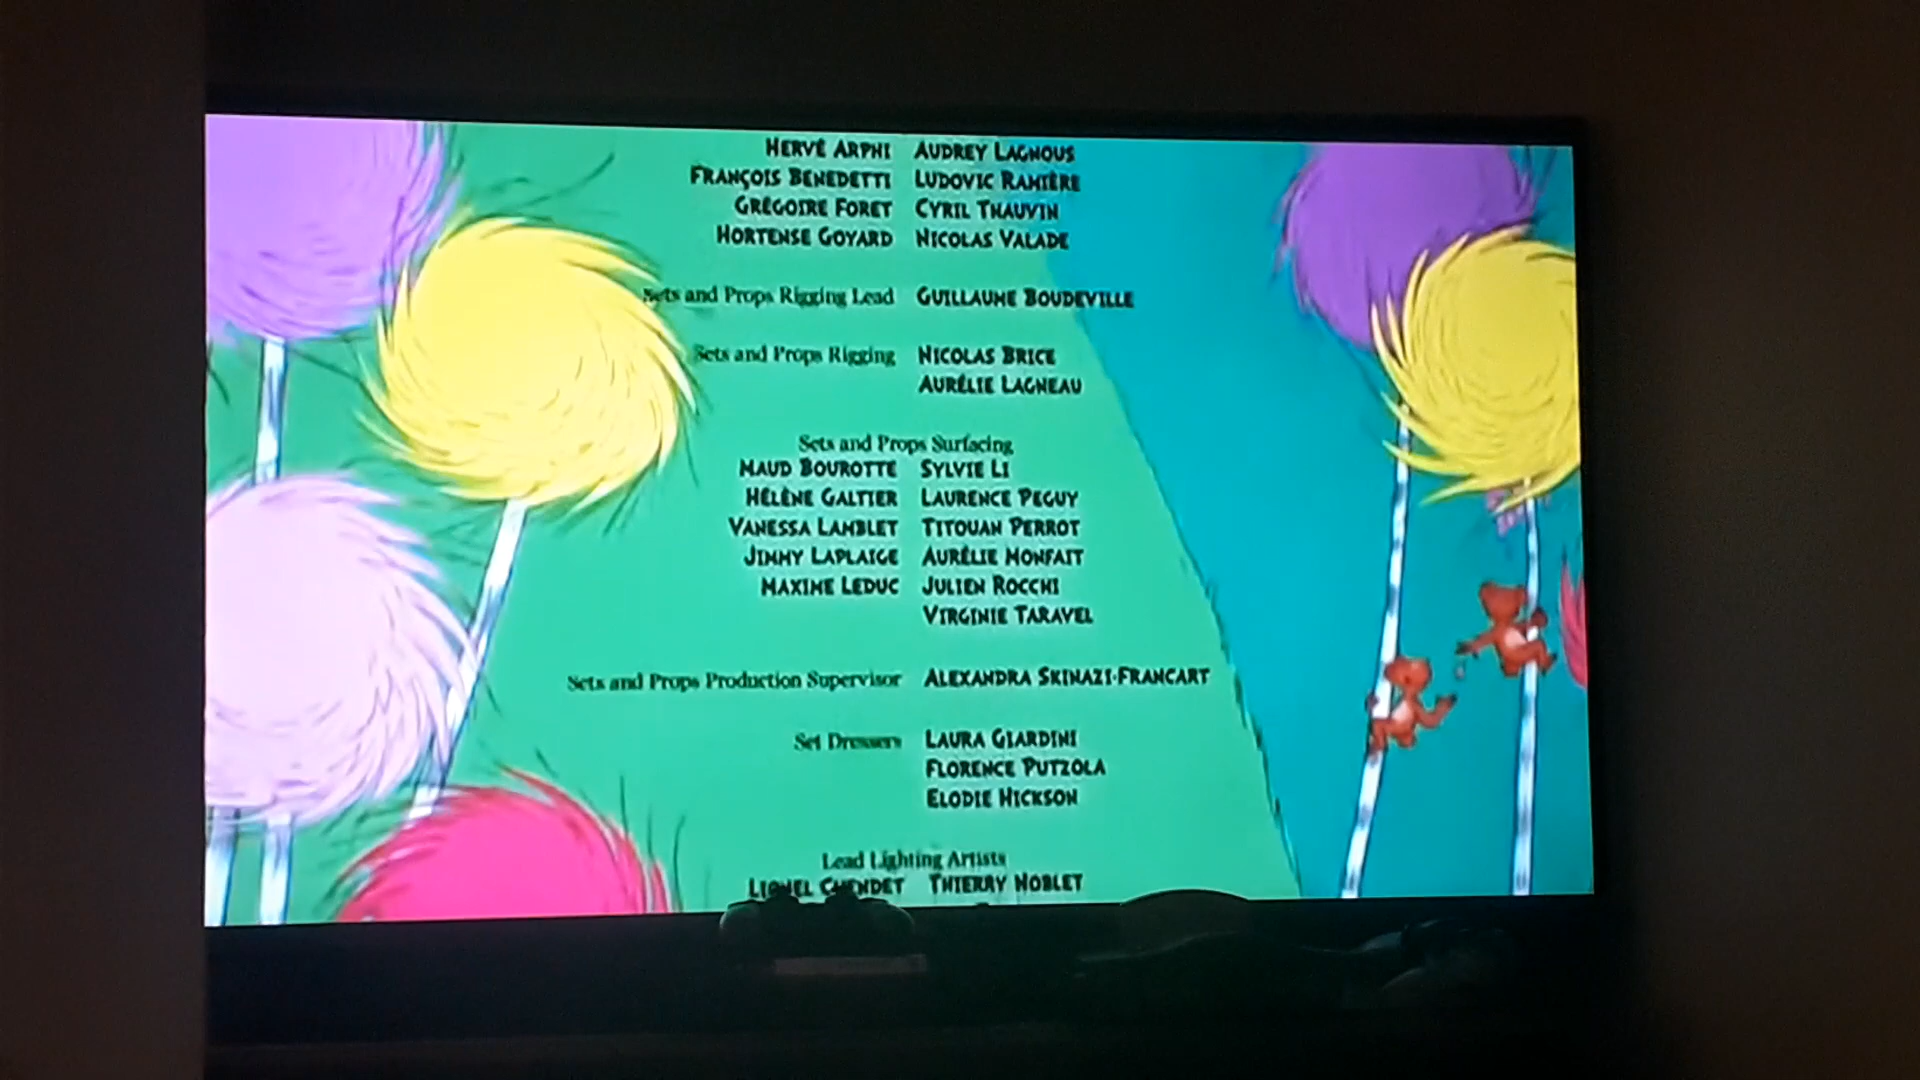 HERVÉ ARPHI AUDREY LAGNOUS
FRANÇOIS BENEDETTI LUDOVIC RAMIÈRE
GRÉGOIRE FORET CYRIL THAUVIN
HORTENSE GOYARD NICOLAS VALADE
Sets and Props Rigging Lead GUILLAUME BOUDEVILLE
Sets and Props Rigging NICOLAS BRICE
AURÉLIE LAGNEAU
Sets and Props Surfacing
MAUD BOUROTTE SYLVIE LI
HÉLÈNE GALTIER LAURENCE PEGUY
VANESSA LAMBLET TITOUAN PERROT
JIMMY LAPLAIGE AURÉLIE MONFAIT
MAXIME LEDUC JULIEN ROCCHI
VIRGINIE TARAVEL
Sets and Props Production Supervisor ALEXANDRA SKINAZI-FRANCART
Set Dressers LAURA GIARDINI
FLORENCE PUTZOLA
ELODIE HICKSON
Lead Lighting Artists
LIONEL CHENDET THIERRY NOBLET